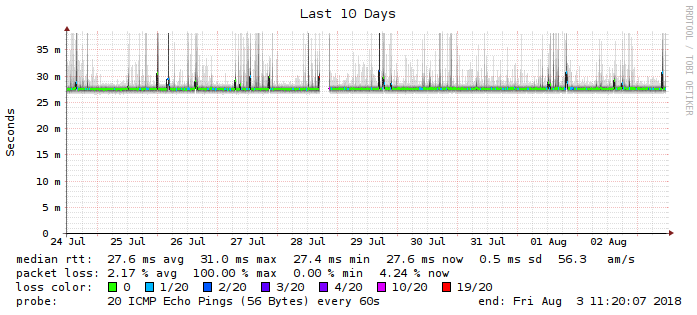 Last 10 Days
RRDTOOL / TOBI OETIKER
Seconds
35 m
30 m
25 m
20 m
15 m
10 m
5 m
0
24 Jul 25 Jul 26 Jul 27 Jul 28 Jul 29 Jul 30 Jul 31 Jul 01 Aug 02 Aug
median rtt: 27.6 ms avg 31.0 ms max 27.4 ms min 27.6 ms now 0.5 ms sd 56.3 am/s
packet loss: 2.17 % avg 100.00 % max 0.00 % min 4.24 % now
loss color: 0 1/20 2/20 3/20 4/20 10/20 19/20
probe: 20 ICMP Echo Pings (56 Bytes) every 60s end: Fri Aug 3 11:20:07 2018